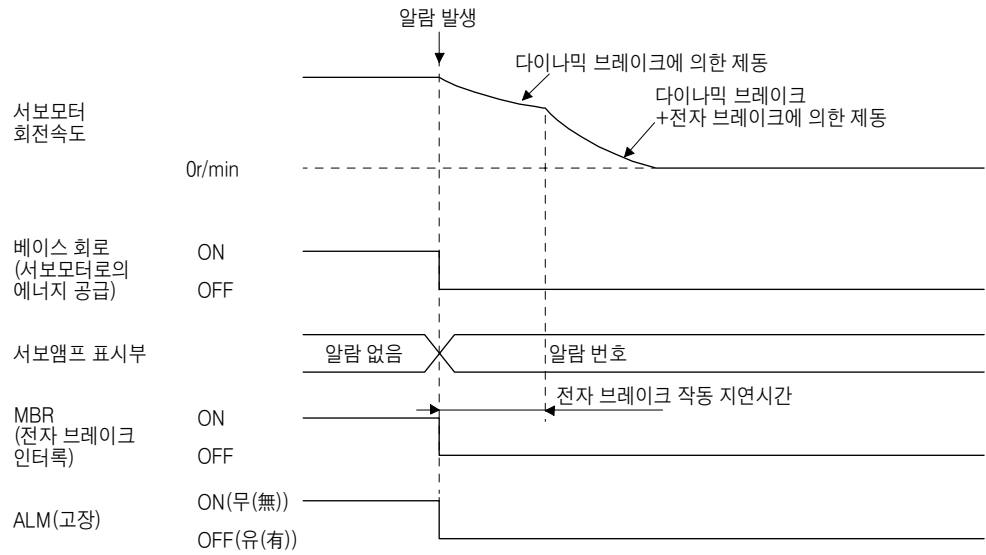 알람 발생
다이나믹 브레이크에 의한 제동
다이나믹 브레이크
+전자 브레이크에 의한 제동
서보모터
회전속도
0r/min
베이스 회로
(서보모터로의
에너지 공급)
ON
OFF
서보앰프 표시부
알람 없음
알람 번호
전자 브레이크 작동 지연시간
MBR
(전자 브레이크
인터록)
ON
OFF
ALM(고장)
ON(무(無))
OFF(유(有))